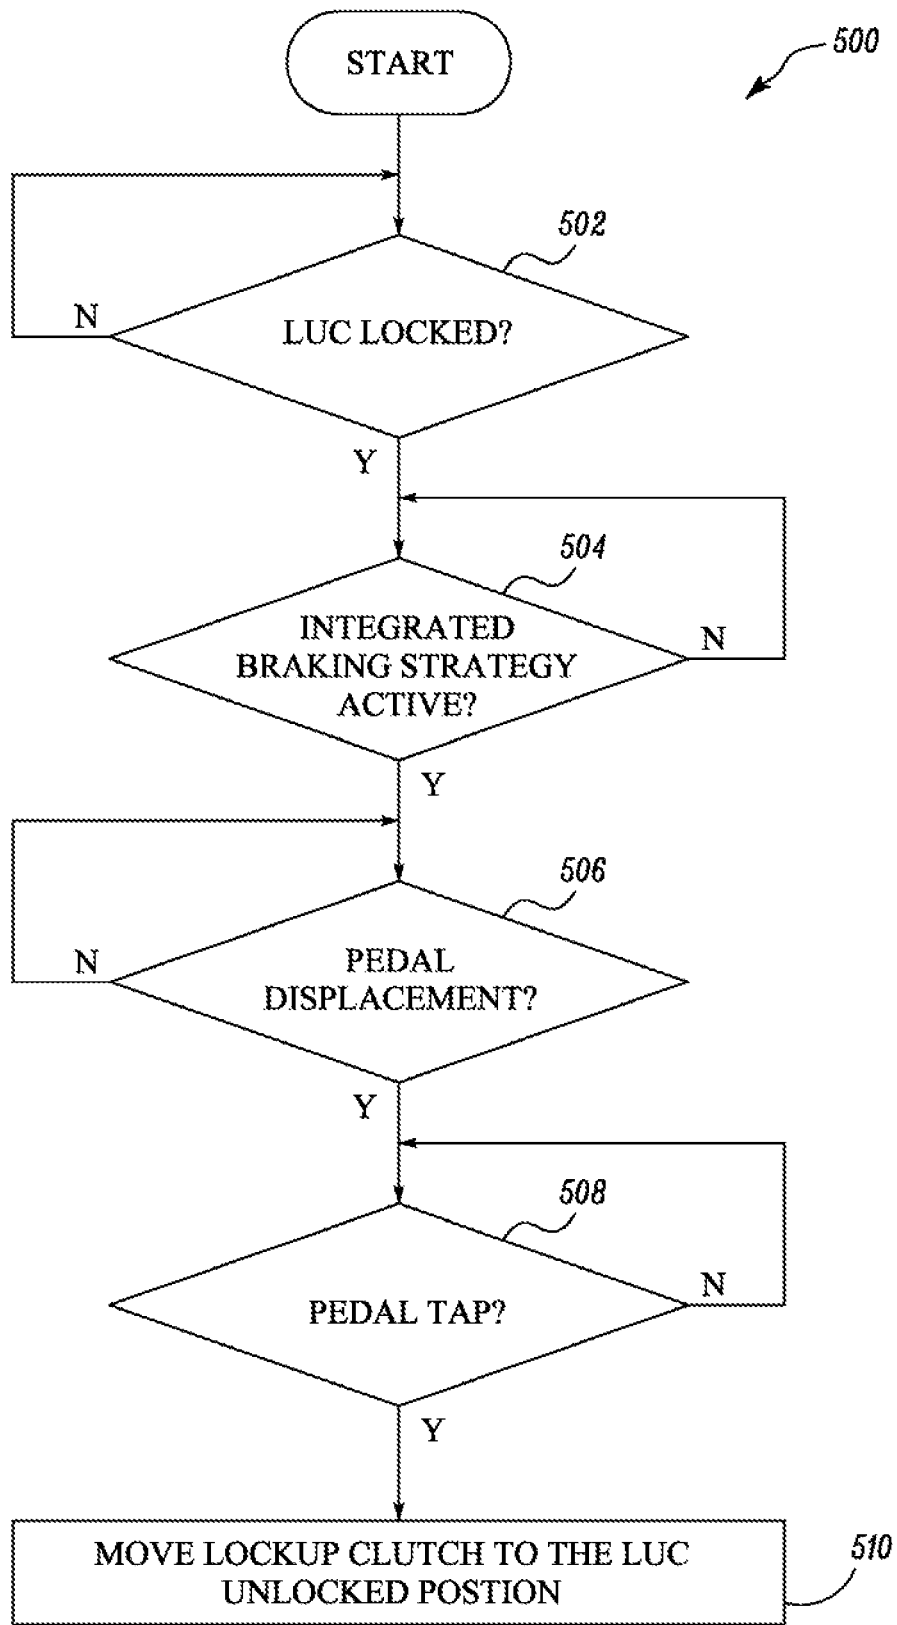 START
500
502
LUC LOCKED?
N
Y
504
INTEGRATED
BRAKING STRATEGY
ACTIVE?
N
Y
506
PEDAL
DISPLACEMENT?
N
Y
508
PEDAL TAP?
N
Y
MOVE LOCKUP CLUTCH TO THE LUC
UNLOCKED POSTION
510